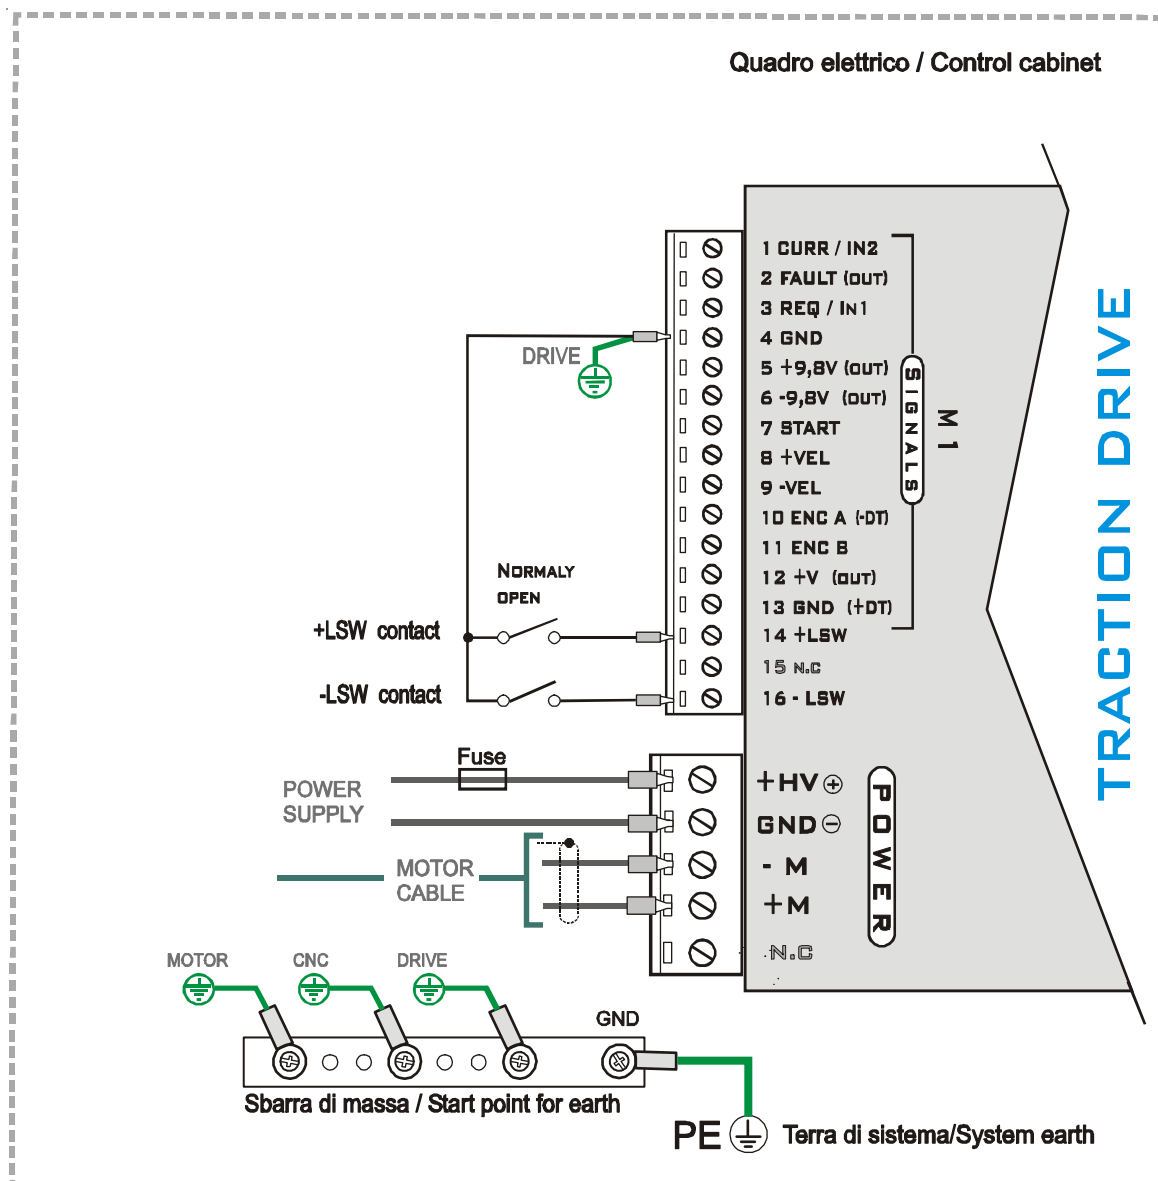 Quadro elettrico / Control cabinet
1 CURR / IN2
2 FAULT (OUT)
3 REQ / IN1
4 GND
5 +9,8V (OUT)
6 -9,8V (OUT)
7 START
8 +VEL
9 -VEL
10 ENC A (-DT)
11 ENC B
12 +V (OUT)
13 GND (+DT)
14 +LSW
15 N.C
16 - LSW
SIGNALS
M 1
TRACTION DRIVE
DRIVE
NORMALY
OPEN
+LSW contact
-LSW contact
Fuse
POWER
SUPPLY
MOTOR
CABLE
+HV +
GND -
- M
+M
N.C
POWER
MOTOR
CNC
DRIVE
GND
Sbarra di massa / Start point for earth
PE
Terra di sistema/System earth